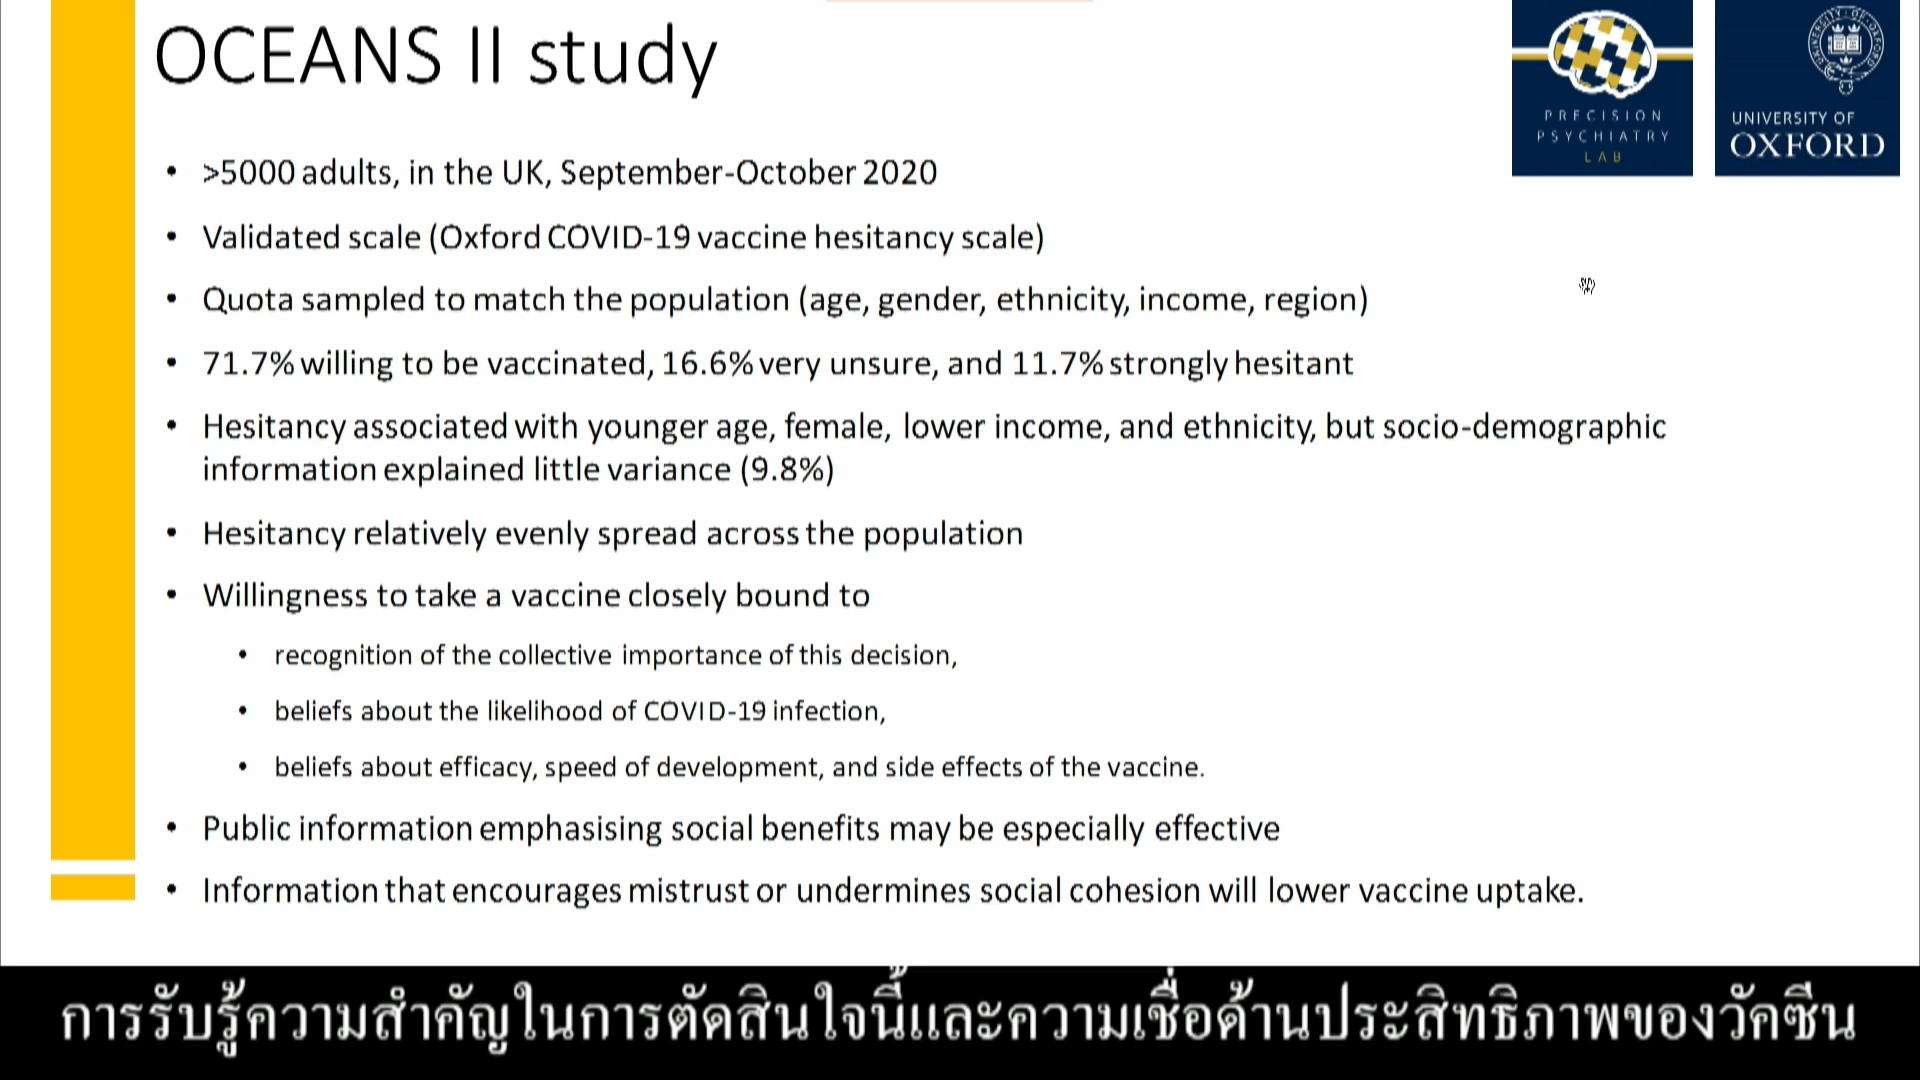 OCEANS II study
PRECISION
PSYCHIATRY
LAB
UNIVERSITY OF
OXFORD
• >5000 adults, in the UK, September-October 2020
• Validated scale (Oxford COVID-19 vaccine hesitancy scale)
• Quota sampled to match the population (age, gender, ethnicity, income, region)
• 71.7% willing to be vaccinated, 16.6% very unsure, and 11.7% strongly hesitant
• Hesitancy associated with younger age, female, lower income, and ethnicity, but socio-demographic
information explained little variance (9.8%)
• Hesitancy relatively evenly spread across the population
• Willingness to take a vaccine closely bound to
• recognition of the collective importance of this decision,
• beliefs about the likelihood of COVID-19 infection,
• beliefs about efficacy, speed of development, and side effects of the vaccine.
• Public information emphasising social benefits may be especially effective
• Information that encourages mistrust or undermines social cohesion will lower vaccine uptake.
การรับรู้ความสำคัญในการตัดสินใจนี้และความเชื่อด้านประสิทธิภาพของวัคซีน